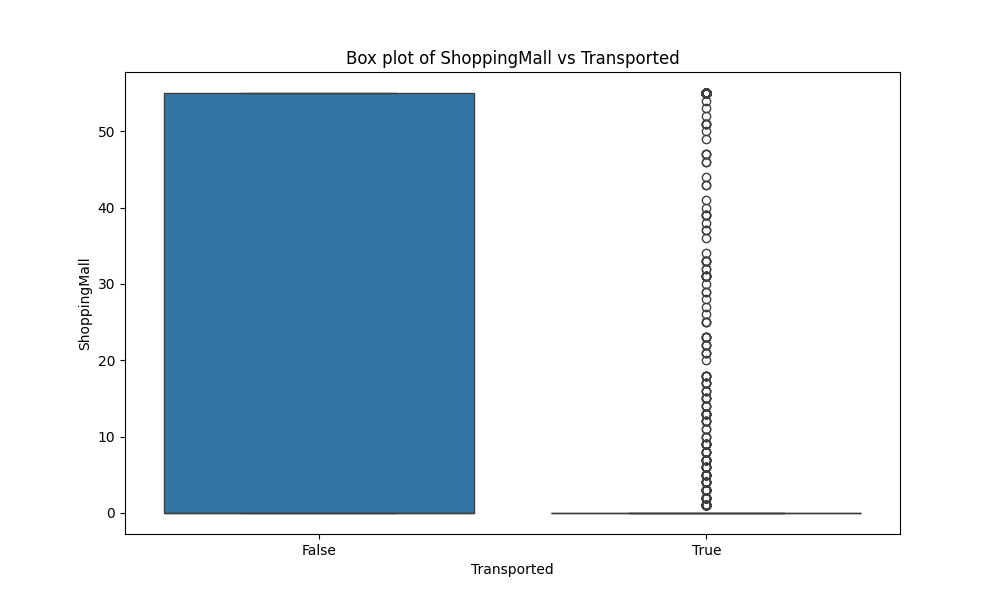 Box plot of ShoppingMall vs Transported
ShoppingMall
50
40
30
20
10
0
False
True
Transported